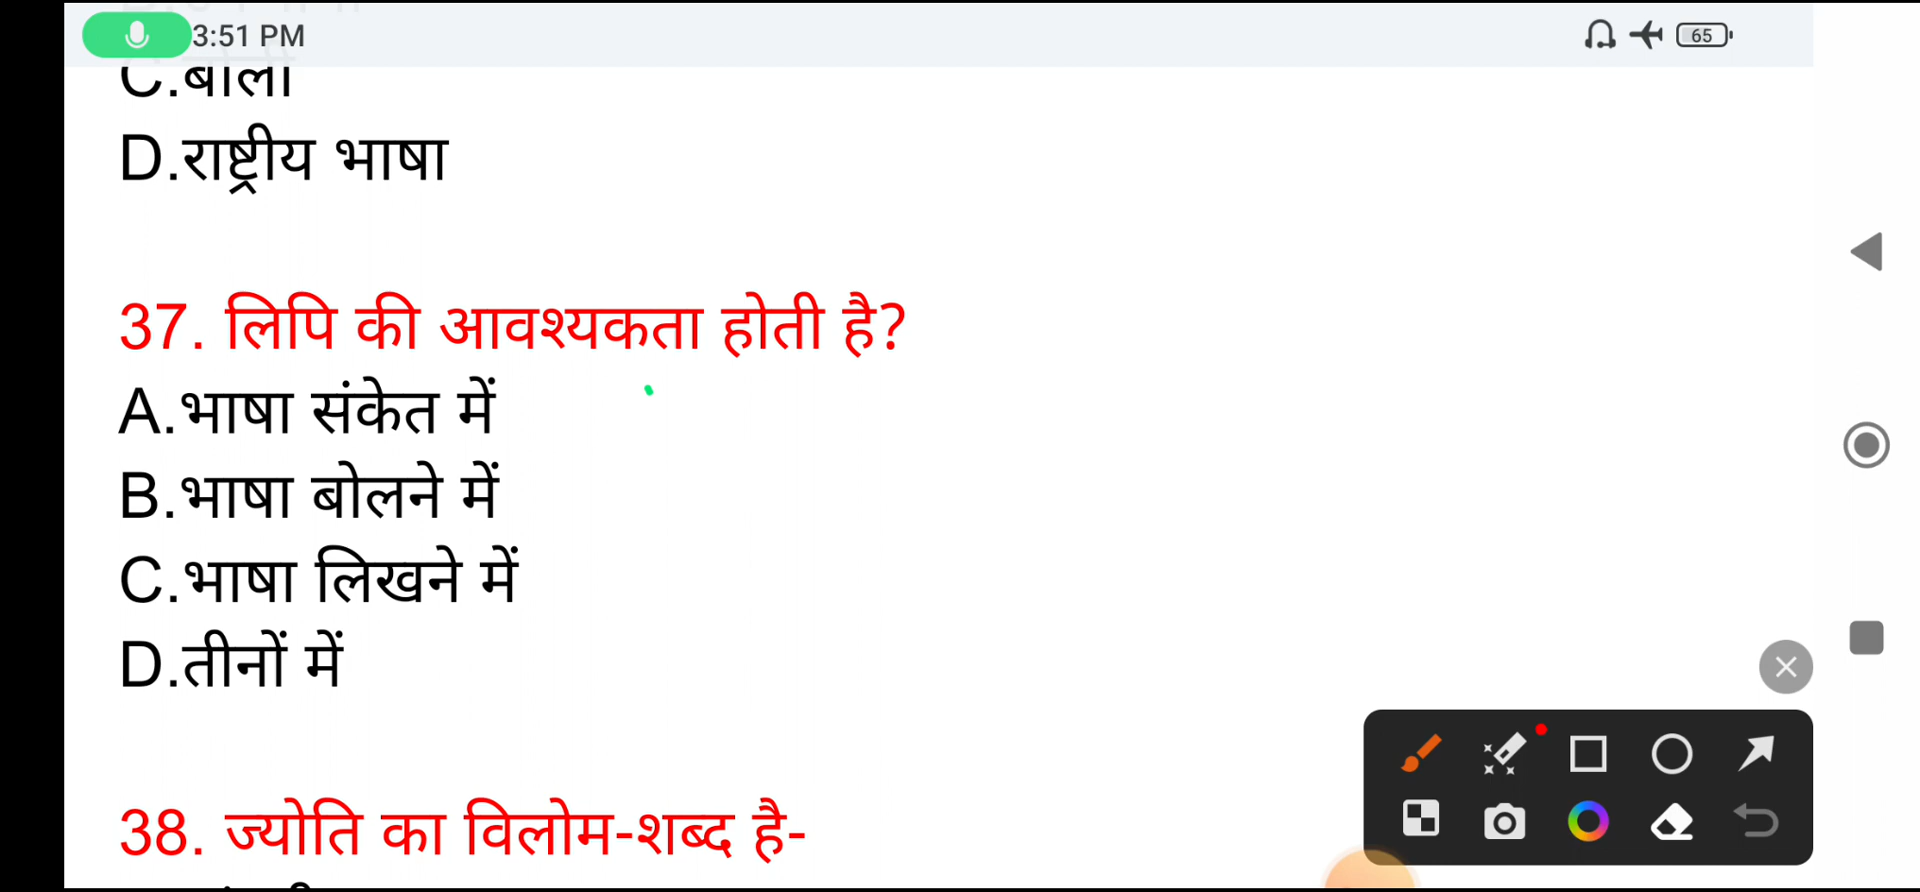 3:51 PM
65
C.बोली
D.राष्ट्रीय भाषा
37. लिपि की आवश्यकता होती है?
A.भाषा संकेत में
B.भाषा बोलने में
C.भाषा लिखने में
D.तीनों में
38. ज्योति का विलोम-शब्द है-